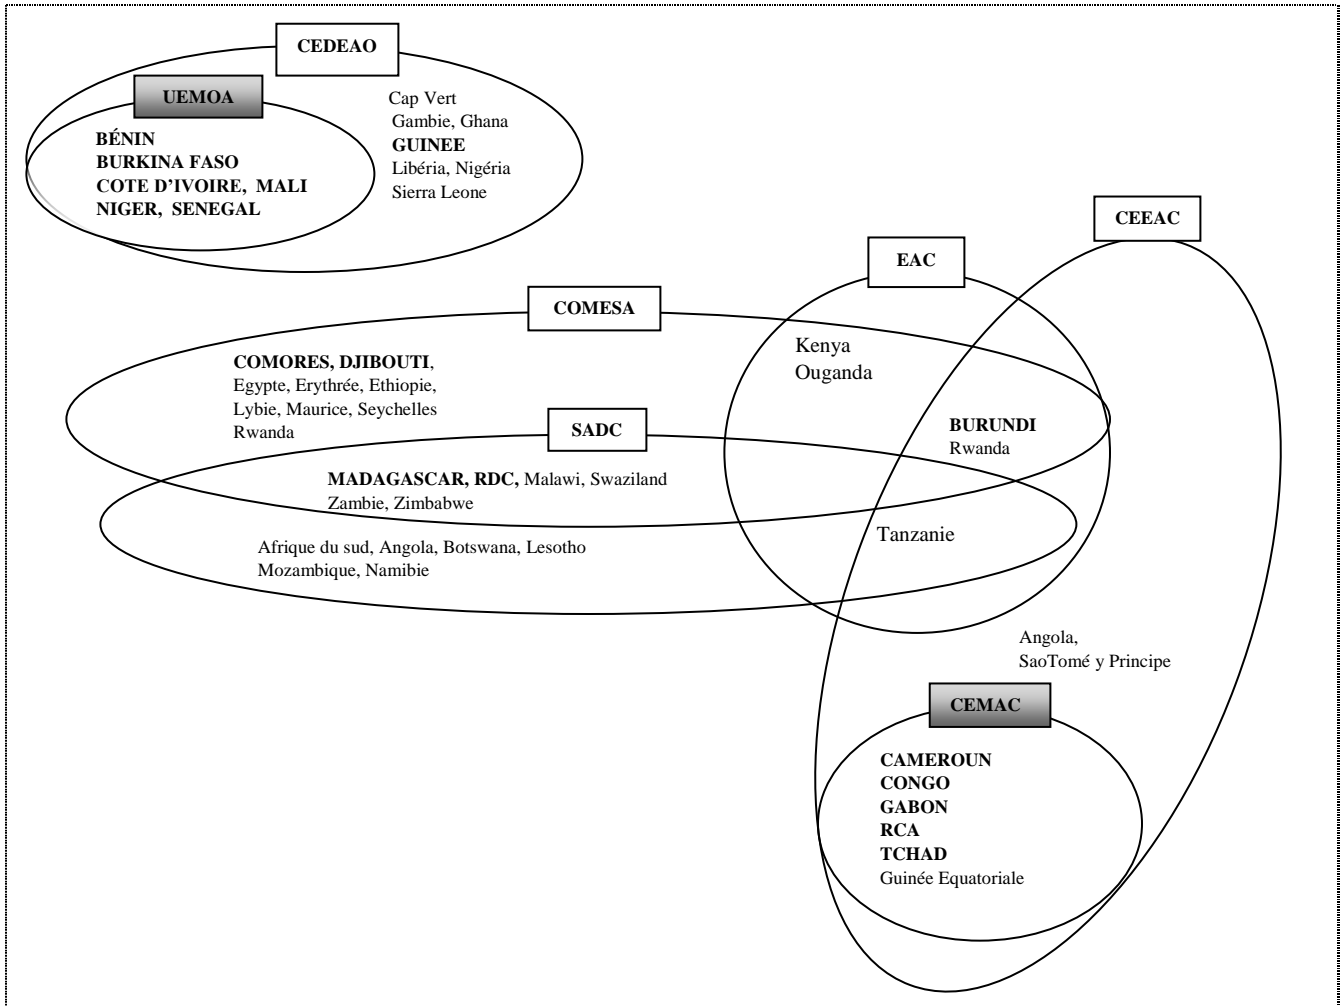 CEDEAO
UEMOA
Cap Vert
Gambie, Ghana
GUINEE
Libéria, Nigéria
Sierra Leone
BÉNIN
BURKINA FASO
COTE D'IVOIRE, MALI
NIGER, SENEGAL
CEEAC
EAC
COMESA
Kenya
Ouganda
COMORES, DJIBOUTI,
Egypte, Erythrée, Ethiopie,
Lybie, Maurice, Seychelles
Rwanda
SADC
BURUNDI
Rwanda
MADAGASCAR, RDC, Malawi, Swaziland
Zambie, Zimbabwe
Tanzanie
Afrique du sud, Angola, Botswana, Lesotho
Mozambique, Namibie
Angola,
SaoTomé y Principe
CEMAC
CAMEROUN
CONGO
GABON
RCA
TCHAD
Guinée Equatoriale